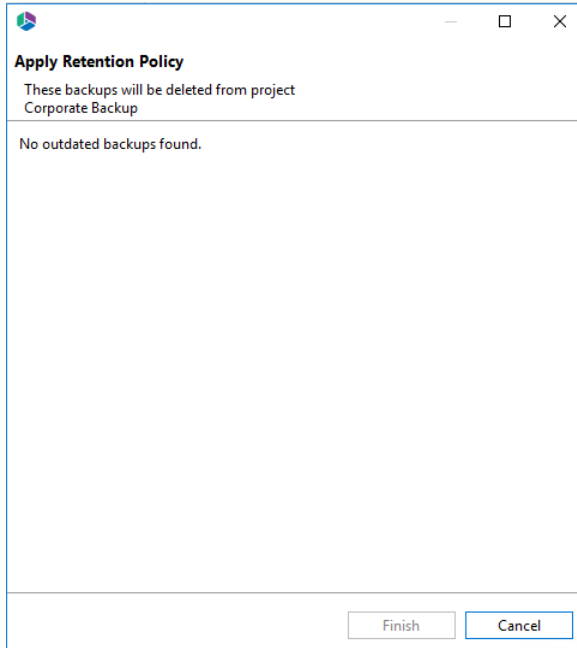 Apply Retention Policy
These backups will be deleted from project
Corporate Backup
No outdated backups found.
Finish
Cancel